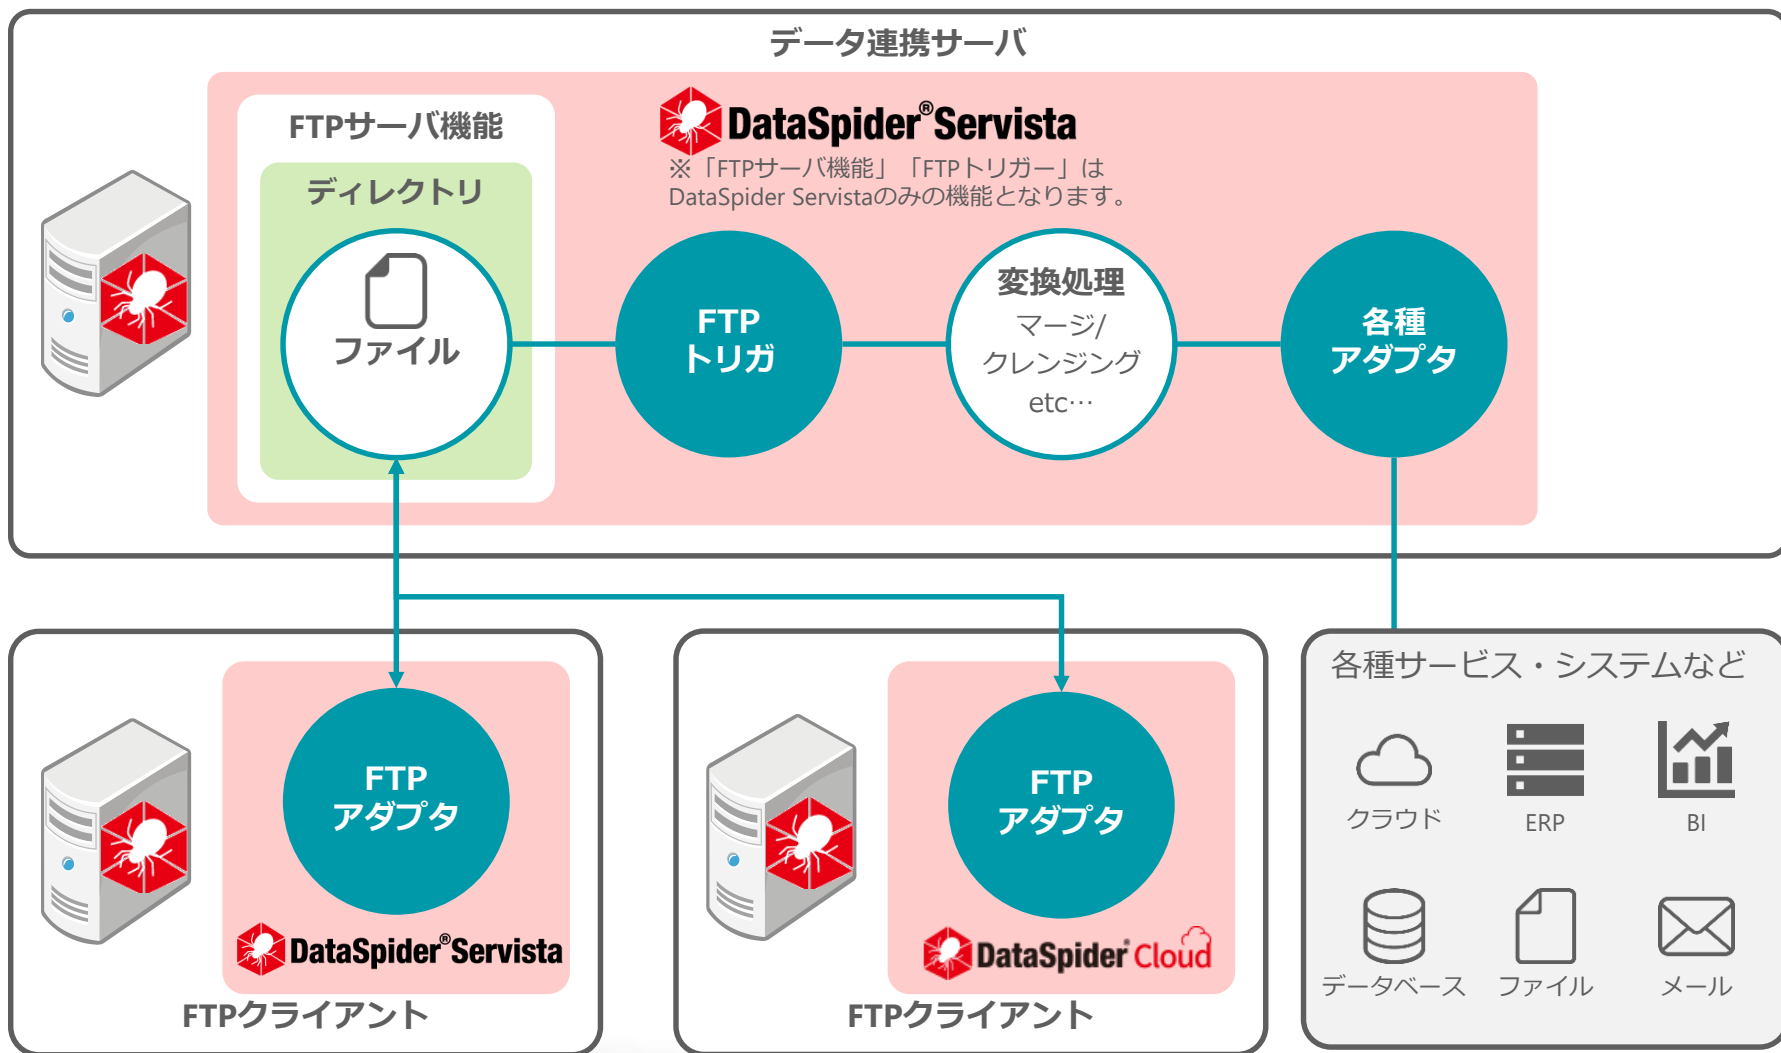 データ連携サーバ
FTPサーバ機能
DataSpider®Servista
※「FTPサーバ機能」「FTPトリガー」は
DataSpider Servistaのみの機能となります。
ディレクトリ
ファイル
FTP
トリガ
変換処理
マージ/
クレンジング
etc…
各種
アダプタ
FTP
アダプタ
DataSpider®Servista
FTPクライアント
FTP
アダプタ
DataSpider® Cloud
FTPクライアント
各種サービス・システムなど
クラウド
ERP
BI
データベース
ファイル
メール